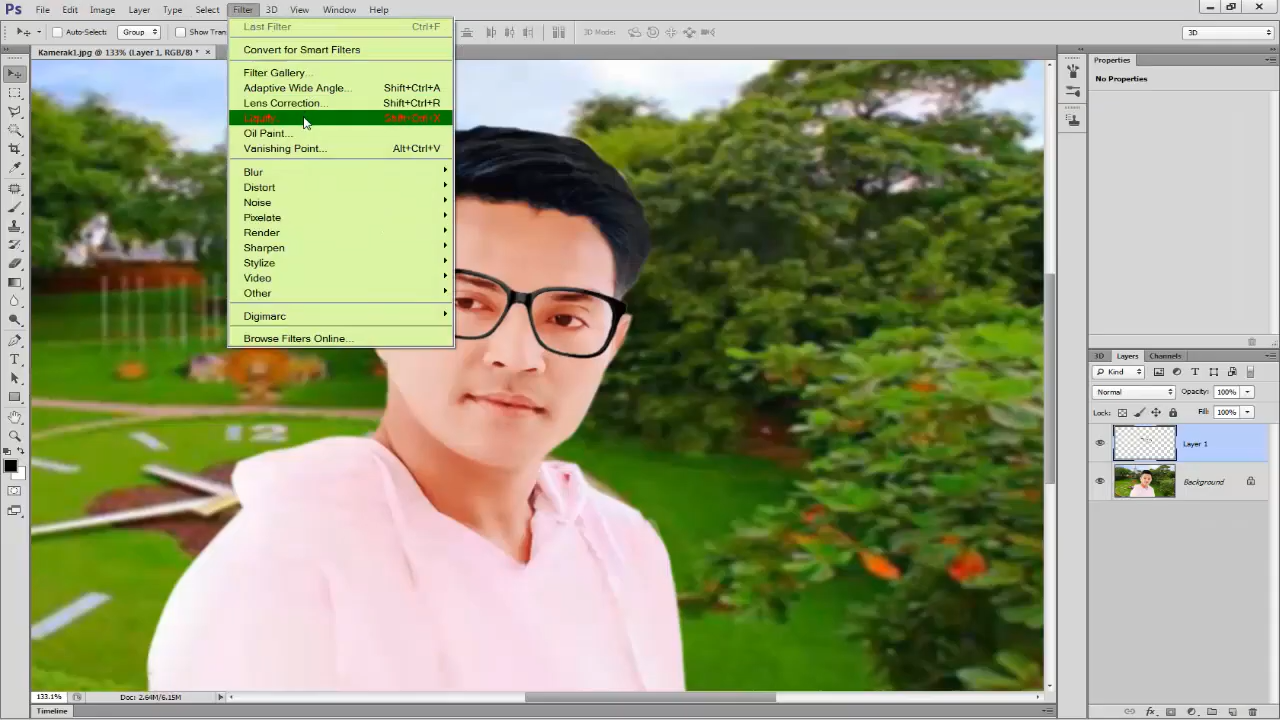 Ps File Edit Image Layer Type Select Filter 3D View Window Help
Auto-Select: Group Show Tran 3D Mode: 3D
Kamerak1.jpg @ 133% (Layer 1, RGB/8) * ×
Last Filter Ctrl+F
Convert for Smart Filters
Filter Gallery...
Adaptive Wide Angle... Shift+Ctrl+A
Lens Correction... Shift+Ctrl+R
Liquify... Shift+Ctrl+X
Oil Paint...
Vanishing Point... Alt+Ctrl+V
Blur
Distort
Noise
Pixelate
Render
Sharpen
Stylize
Video
Other
Digimarc
Browse Filters Online...
12
Properties
No Properties
3D Layers Channels
Kind
Normal Opacity: 100%
Lock: Fill: 100%
Layer 1
Background
133.1% Doc: 2.64M/6.15M
Timeline